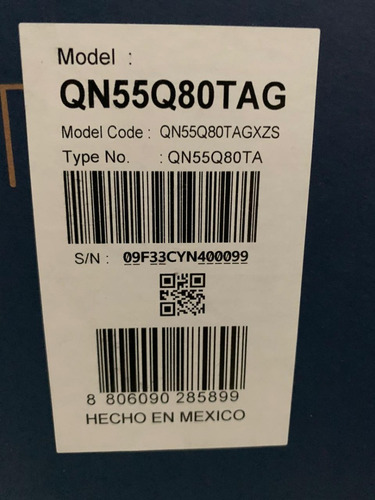 Model :
QN55Q80TAG
Model Code : QN55Q80TAGXZS
Type No. : QN55Q80TA
S/N : 09F33CYN400099
8 806090 285899
HECHO EN MEXICO